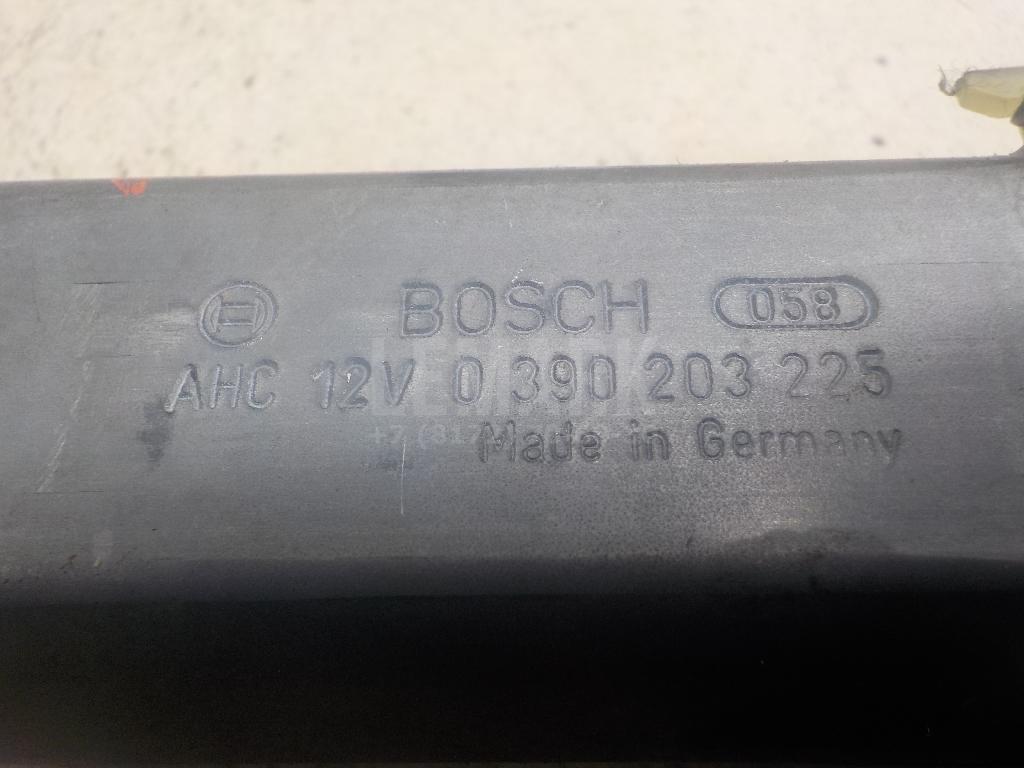 BOSCH 058
AHC 12V 0 390 203 225
Made in Germany